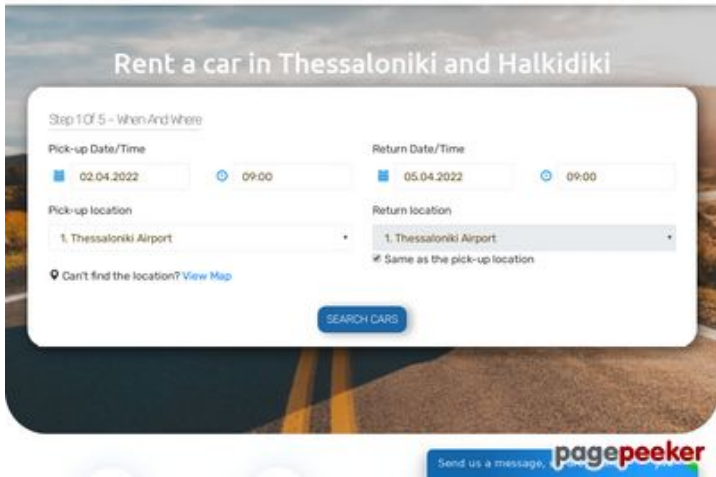 Rent a car in Thessaloniki and Halkidiki
Step 1 Of 5 – When And Where
Pick-up Date/Time
Return Date/Time
02.04.2022
09:00
05.04.2022
09:00
Pick-up location
Return location
1. Thessaloniki Airport
1. Thessaloniki Airport
Same as the pick-up location
Can't find the location? View Map
SEARCH CARS
Send us a message,
pagepeeker